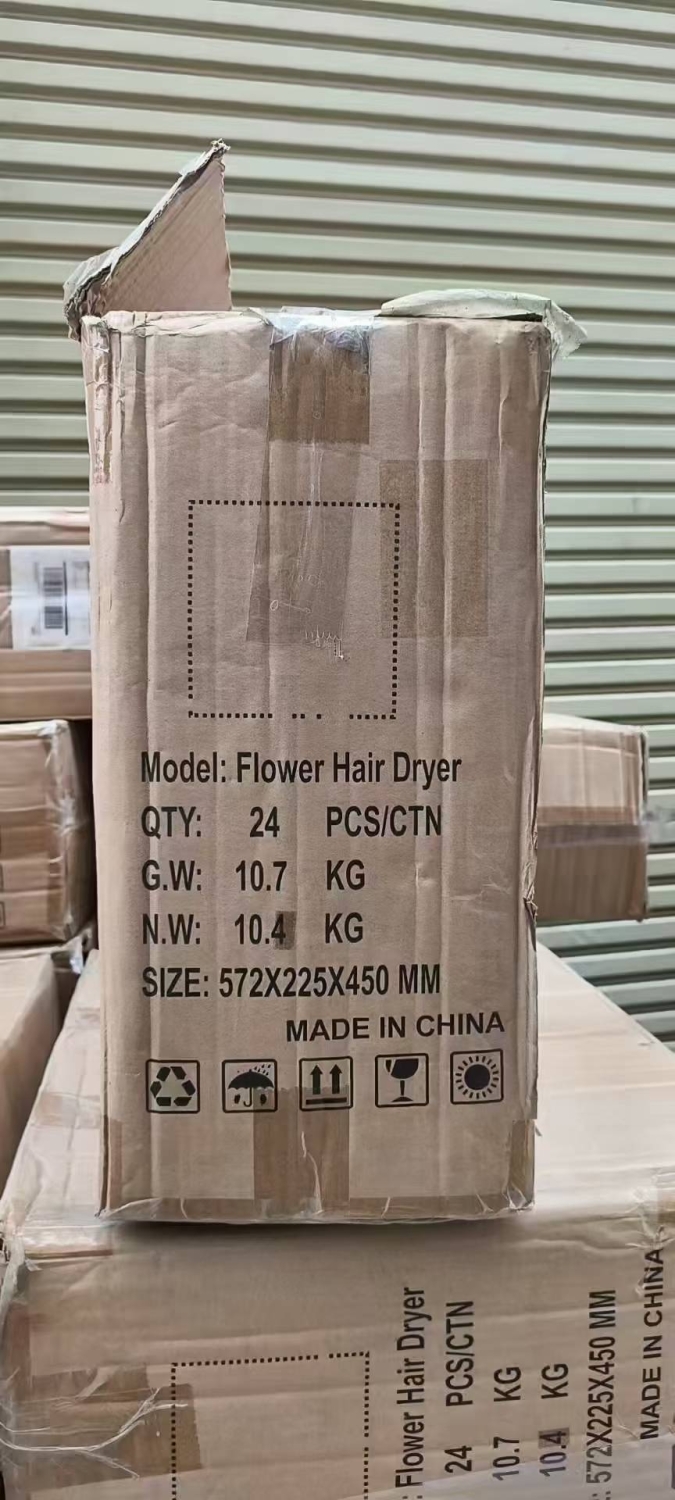 Model: Flower Hair Dryer
QTY: 24 PCS/CTN
G.W: 10.7 KG
N.W: 10.4 KG
SIZE: 572X225X450 MM
MADE IN CHINA
: Flower Hair Dryer
24 PCS/CTN
10.7 KG
10.4 KG
: 572X225X450 MM
MADE IN CHINA